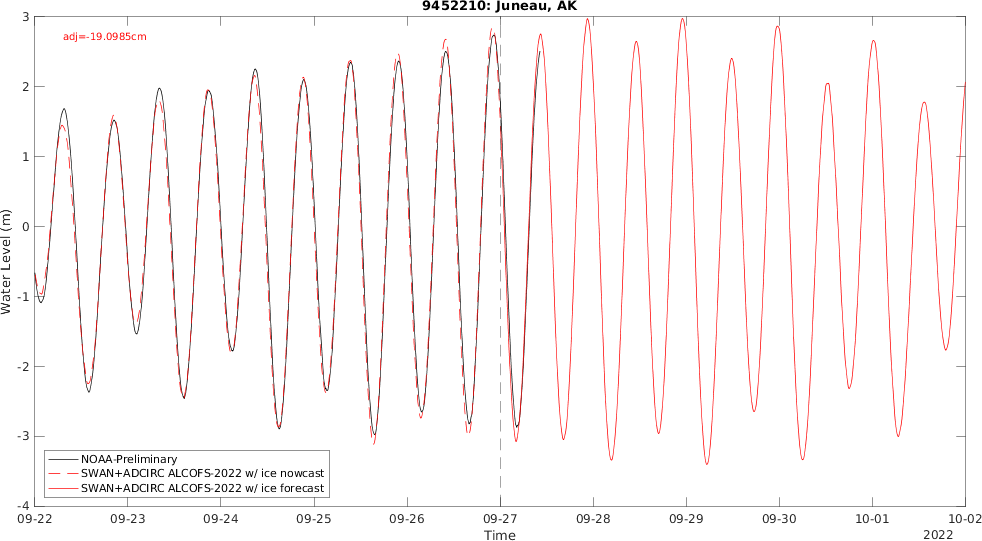 9452210: Juneau, AK
adj=-19.0985cm
3
2
1
0
-1
-2
-3
-4
Water Level (m)
NOAA-Preliminary
SWAN+ADCIRC ALCOFS-2022 w/ ice nowcast
SWAN+ADCIRC ALCOFS-2022 w/ ice forecast
09-22 09-23 09-24 09-25 09-26 09-27 09-28 09-29 09-30 10-01 10-02
Time
2022